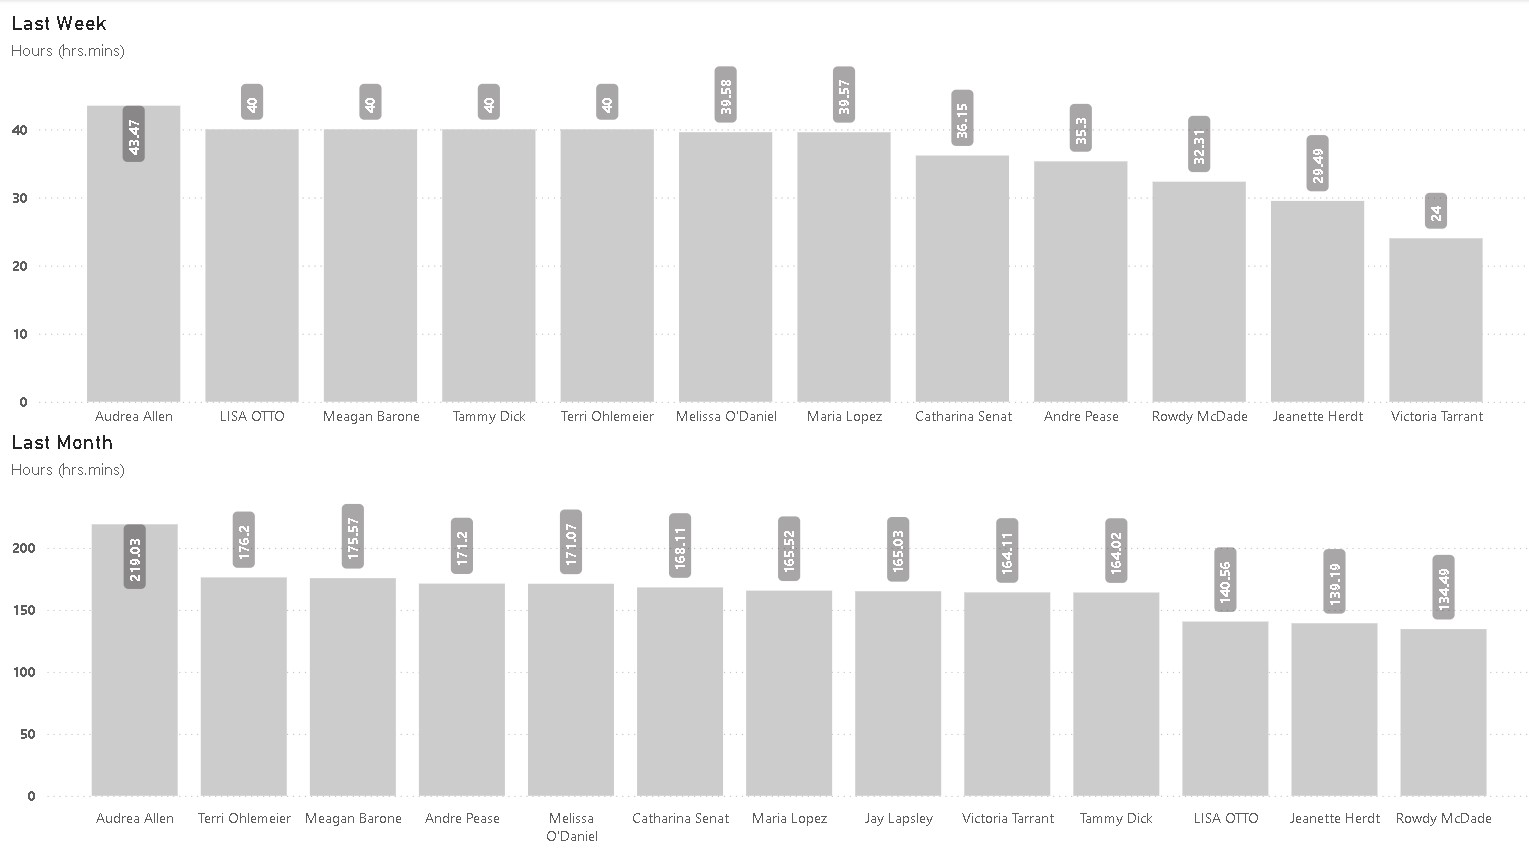 Last Week
Hours (hrs.mins)
43.47 40 40 40 40 39.58 39.57 36.15 35.3 32.31 29.49 24
40
30
20
10
0
Audrea Allen LISA OTTO Meagan Barone Tammy Dick Terri Ohlemeier Melissa O'Daniel Maria Lopez Catharina Senat Andre Pease Rowdy McDade Jeanette Herdt Victoria Tarrant
Last Month
Hours (hrs.mins)
219.03 176.2 175.57 171.2 171.07 168.11 165.52 165.03 164.11 164.02 140.56 139.19 134.49
200
150
100
50
0
Audrea Allen Terri Ohlemeier Meagan Barone Andre Pease Melissa O'Daniel Catharina Senat Maria Lopez Jay Lapsley Victoria Tarrant Tammy Dick LISA OTTO Jeanette Herdt Rowdy McDade